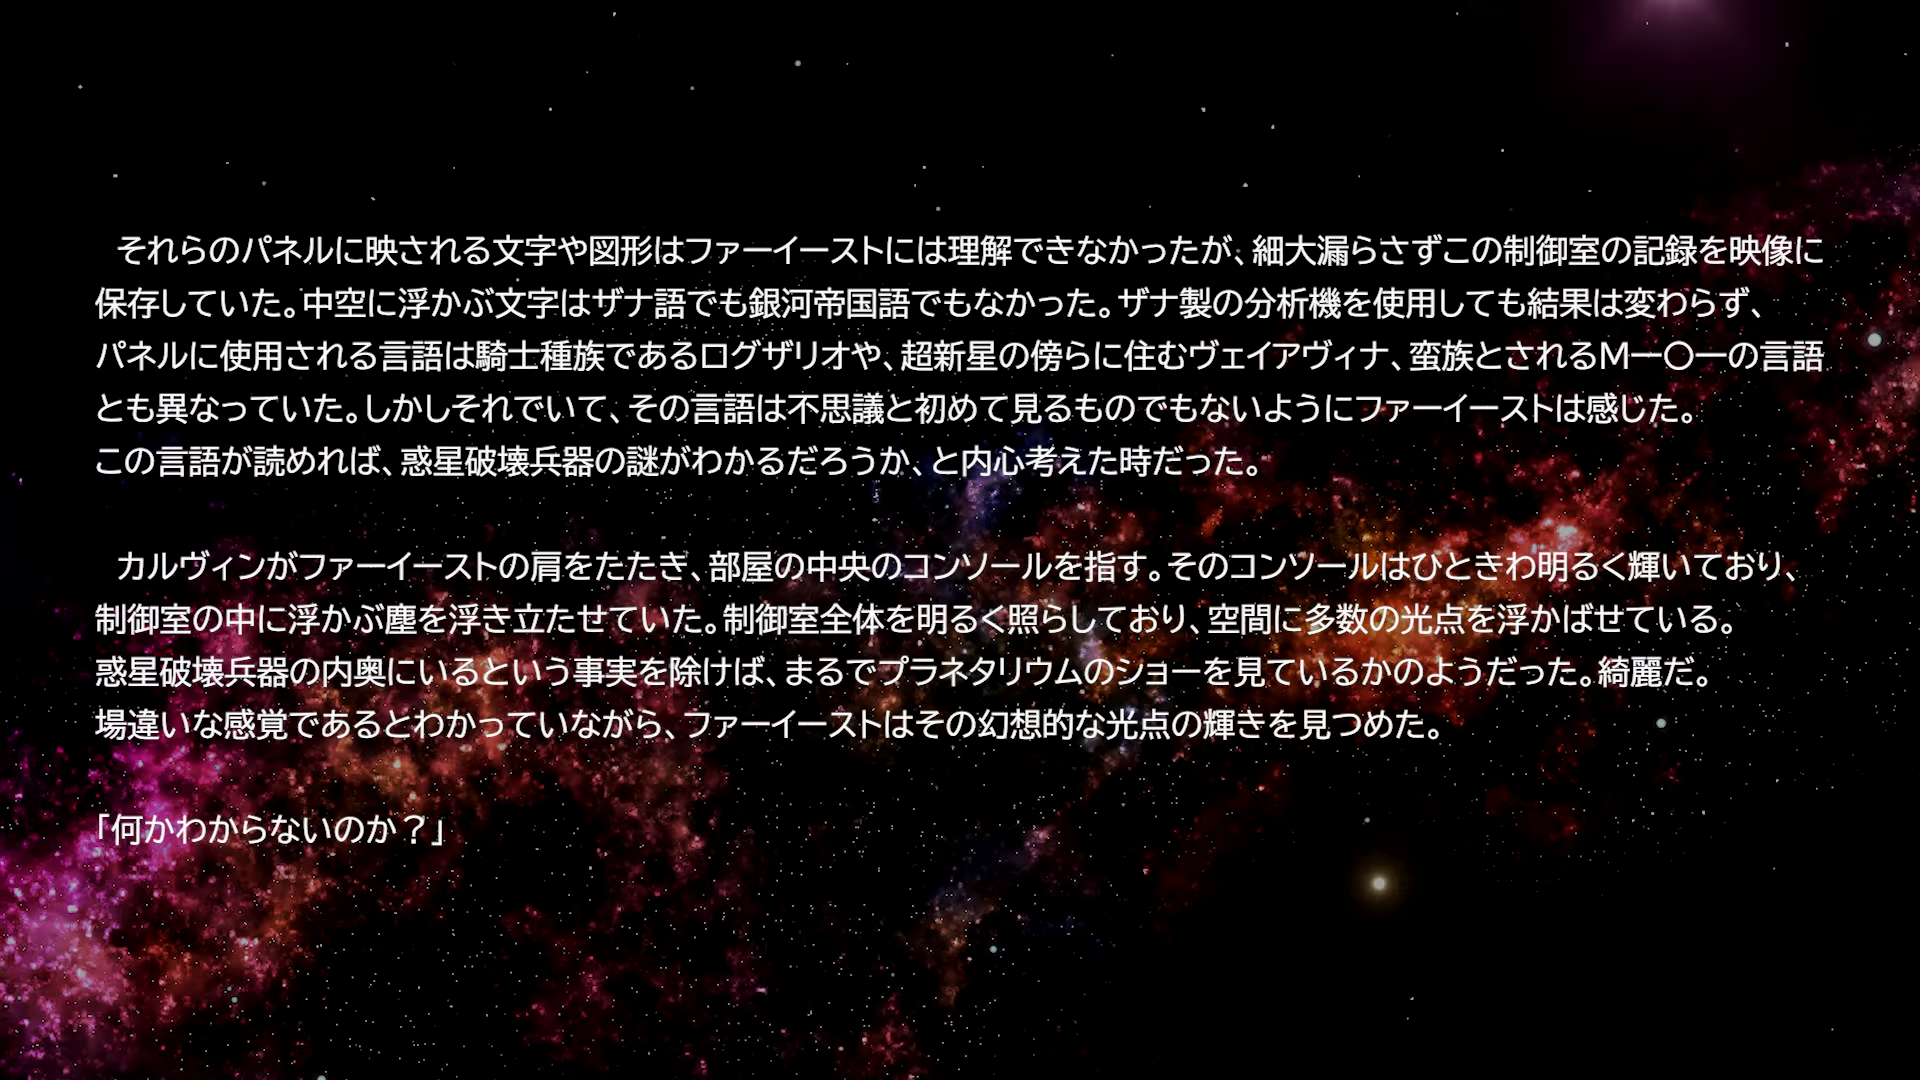 それらのパネルに映される文字や図形はファーイーストには理解できなかったが、細大漏らさずこの制御室の記録を映像に
保存していた。中空に浮かぶ文字はザナ語でも銀河帝国語でもなかった。ザナ製の分析機を使用しても結果は変わらず、
パネルに使用される言語は騎士種族であるログザリオや、超新星の傍らに住むヴェイアヴィナ、蛮族とされるM一〇一の言語
とも異なっていた。しかしそれでいて、その言語は不思議と初めて見るものでもないようにファーイーストは感じた。
この言語が読めれば、惑星破壊兵器の謎がわかるだろうか、と内心考えた時だった。
カルヴィンがファーイーストの肩をたたき、部屋の中央のコンソールを指す。そのコンソールはひときわ明るく輝いており、
制御室の中に浮かぶ塵を浮き立たせていた。制御室全体を明るく照らしており、空間に多数の光点を浮かばせている。
惑星破壊兵器の内奥にいるという事実を除けば、まるでプラネタリウムのショーを見ているかのようだった。綺麗だ。
場違いな感覚であるとわかっていながら、ファーイーストはその幻想的な光点の輝きを見つめた。
「何かわからないのか？」